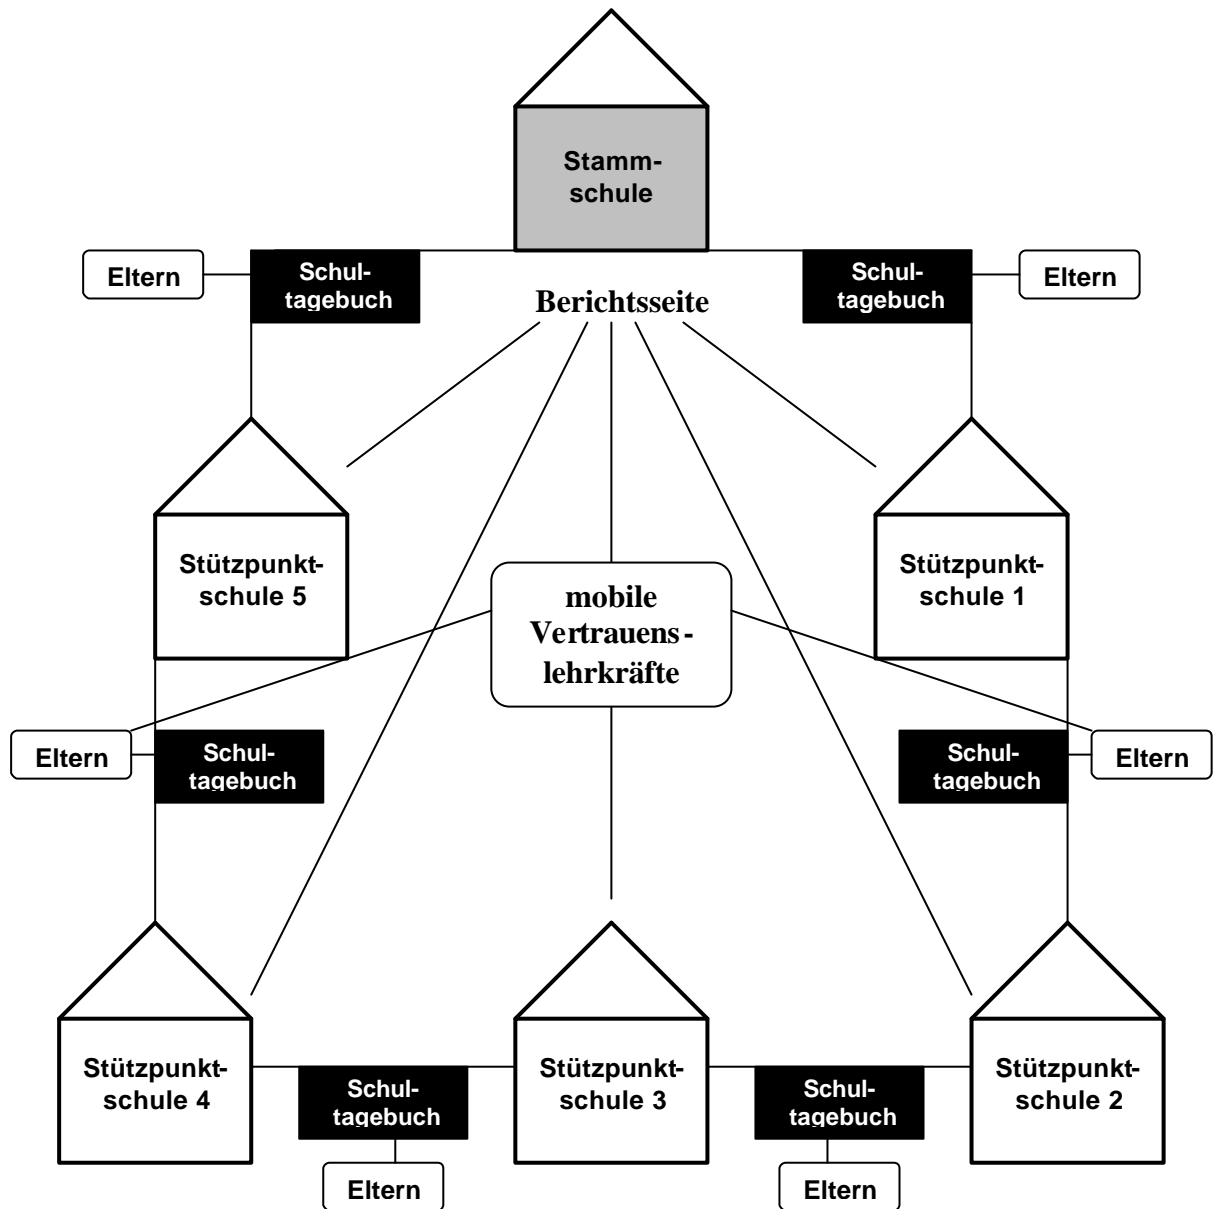 Stamm-
schule
Eltern
Schul-
tagebuch
Schul-
tagebuch
Eltern
Berichtsseite
Stützpunkt-
schule 5
Stützpunkt-
schule 1
mobile
Vertrauens-
lehrkräfte
Eltern
Schul-
tagebuch
Schul-
tagebuch
Eltern
Stützpunkt-
schule 4
Schul-
tagebuch
Stützpunkt-
schule 3
Schul-
tagebuch
Stützpunkt-
schule 2
Eltern
Eltern